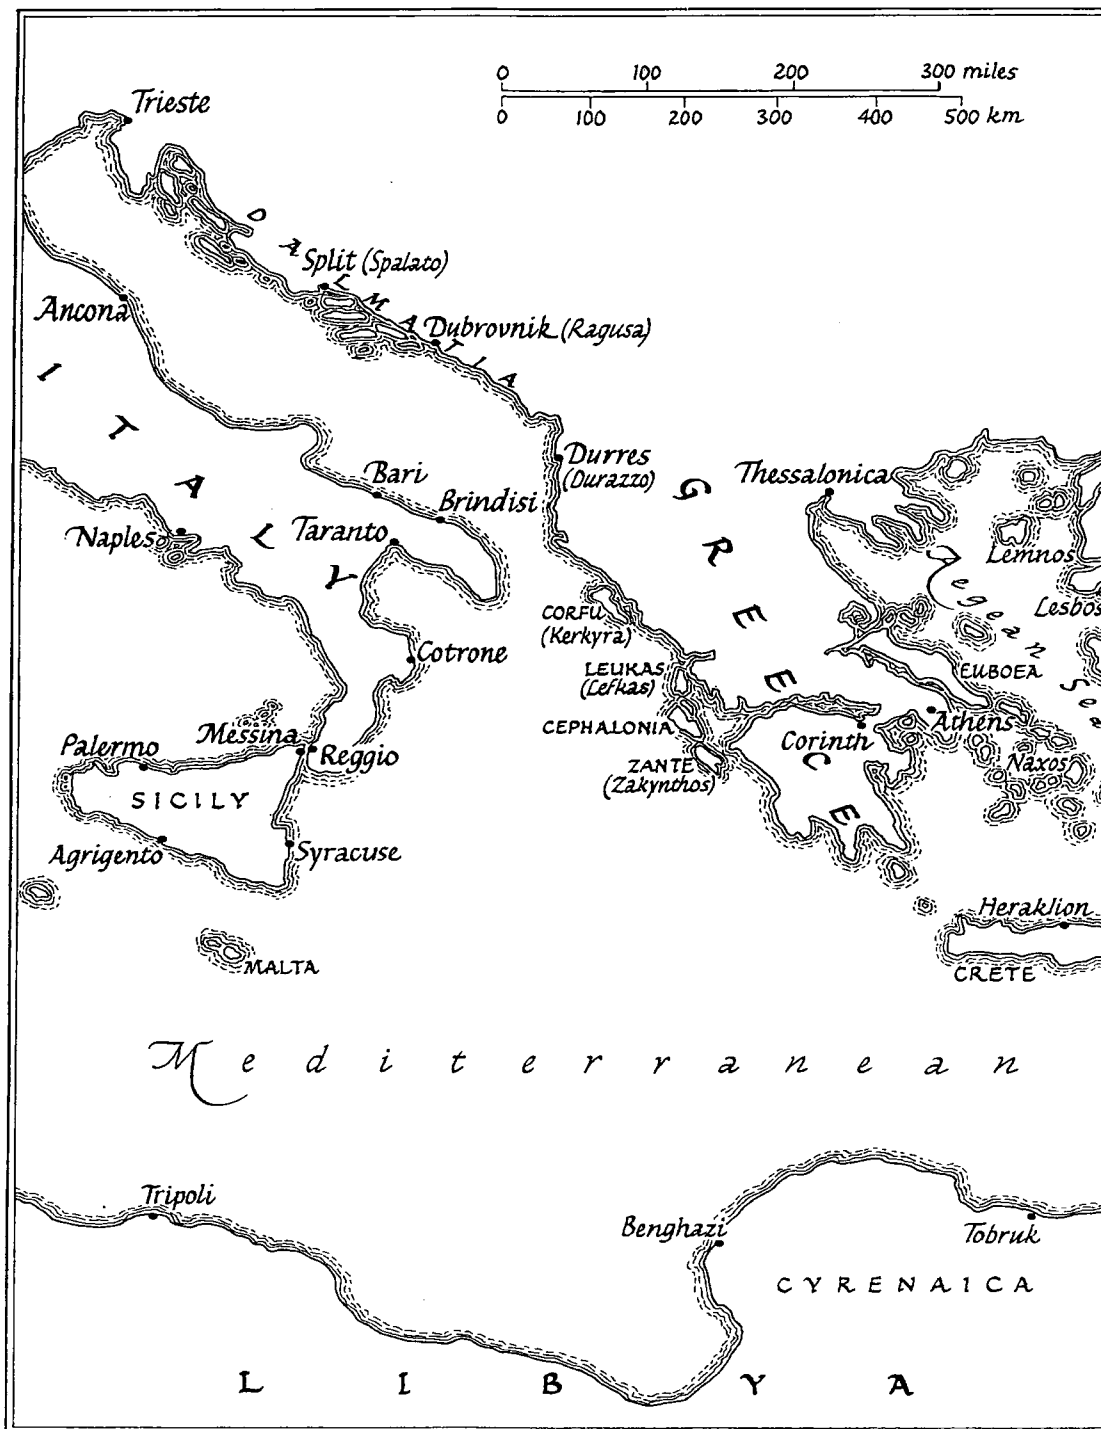 0 100 200 300 miles
0 100 200 300 400 500 km
Trieste
DALMATIA
Split (Spalato)
Ancona
Dubrovnik (Ragusa)
ITALY
Durres
(Durazzo)
Thessalonica
GREECE
Bari
Brindisi
Naples
Taranto
Lemnos
Aegean Sea
Lesbos
CORFU
(Kerkyra)
Cotrone
LEUKAS
(Lefkas)
EUBOEA
CEPHALONIA
Athens
Corinth
Messina
Reggio
Palermo
ZANTE
(Zakynthos)
Naxos
SICILY
Agrigento
Syracuse
Heraklion
MALTA
CRETE
Mediterranean
Tripoli
Benghazi
Tobruk
CYRENAICA
LIBYA